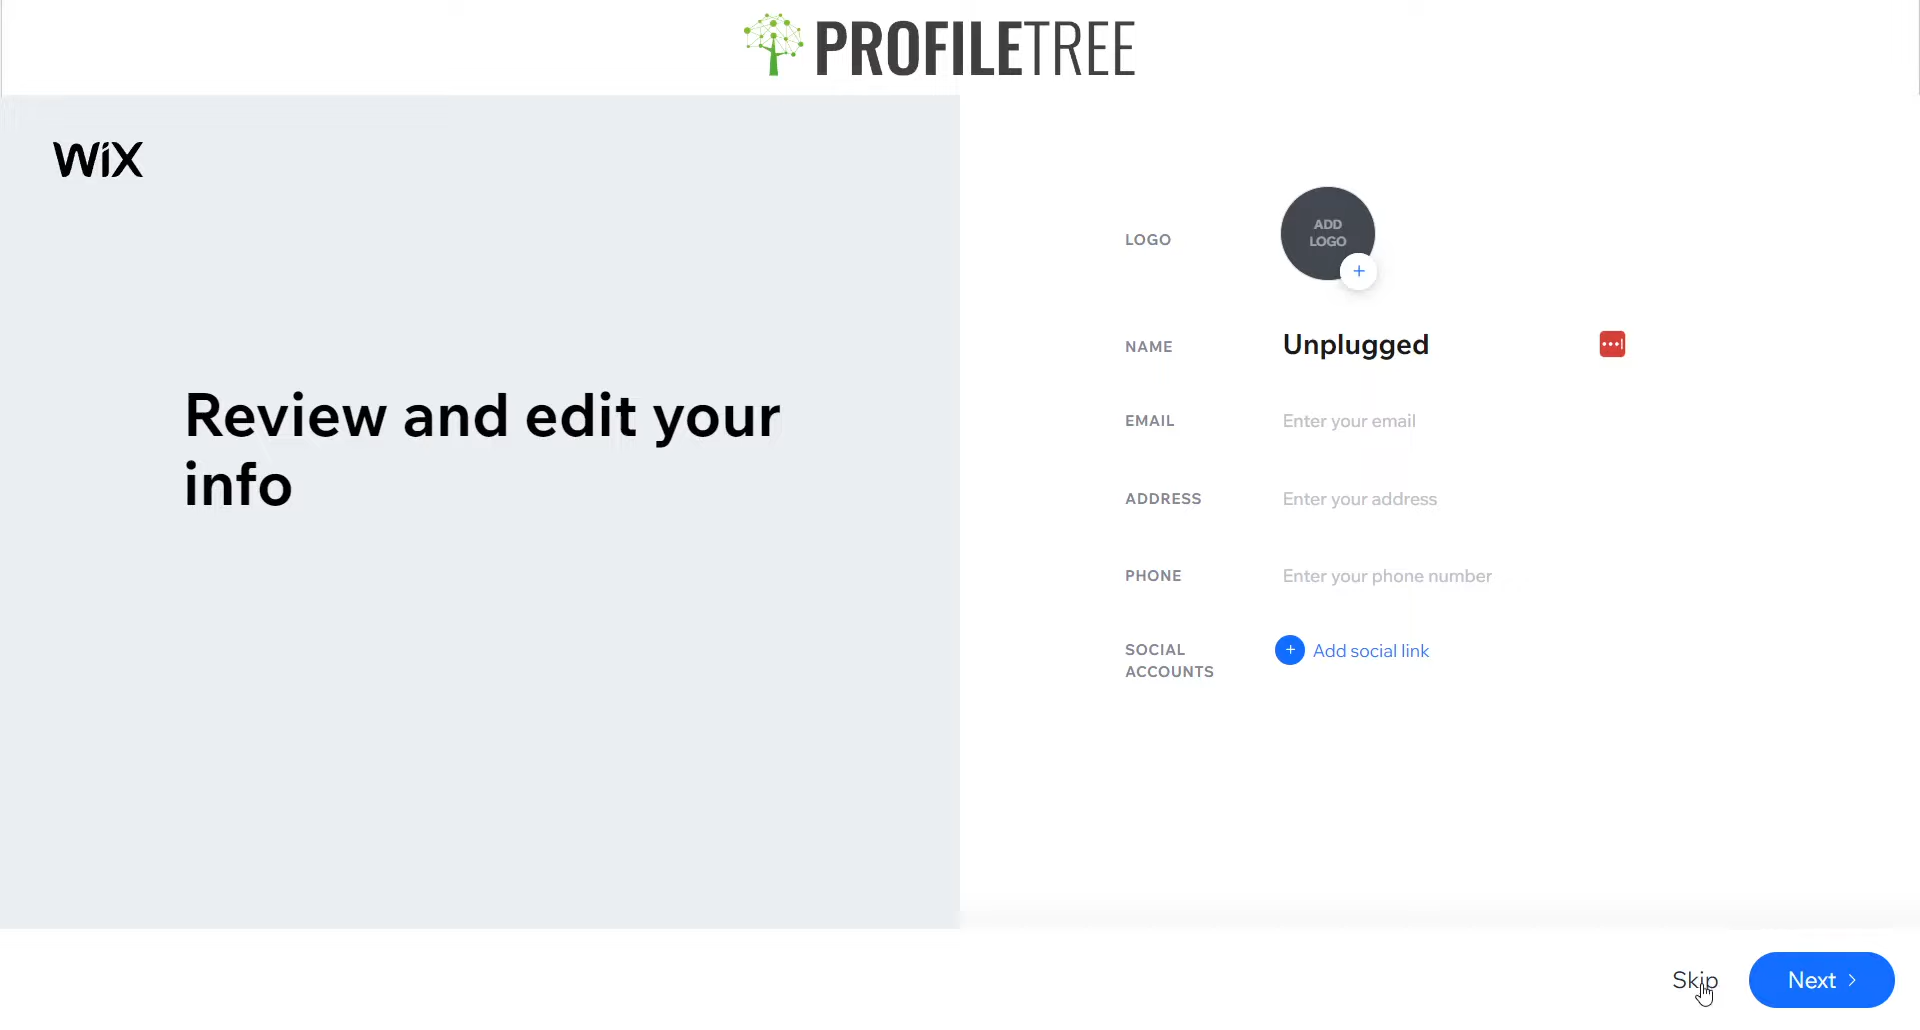 PROFILETREE
WiX
Review and edit your
info
LOGO
ADD
LOGO
+
NAME
Unplugged
EMAIL
Enter your email
ADDRESS
Enter your address
PHONE
Enter your phone number
SOCIAL
ACCOUNTS
+ Add social link
Skip
Next >